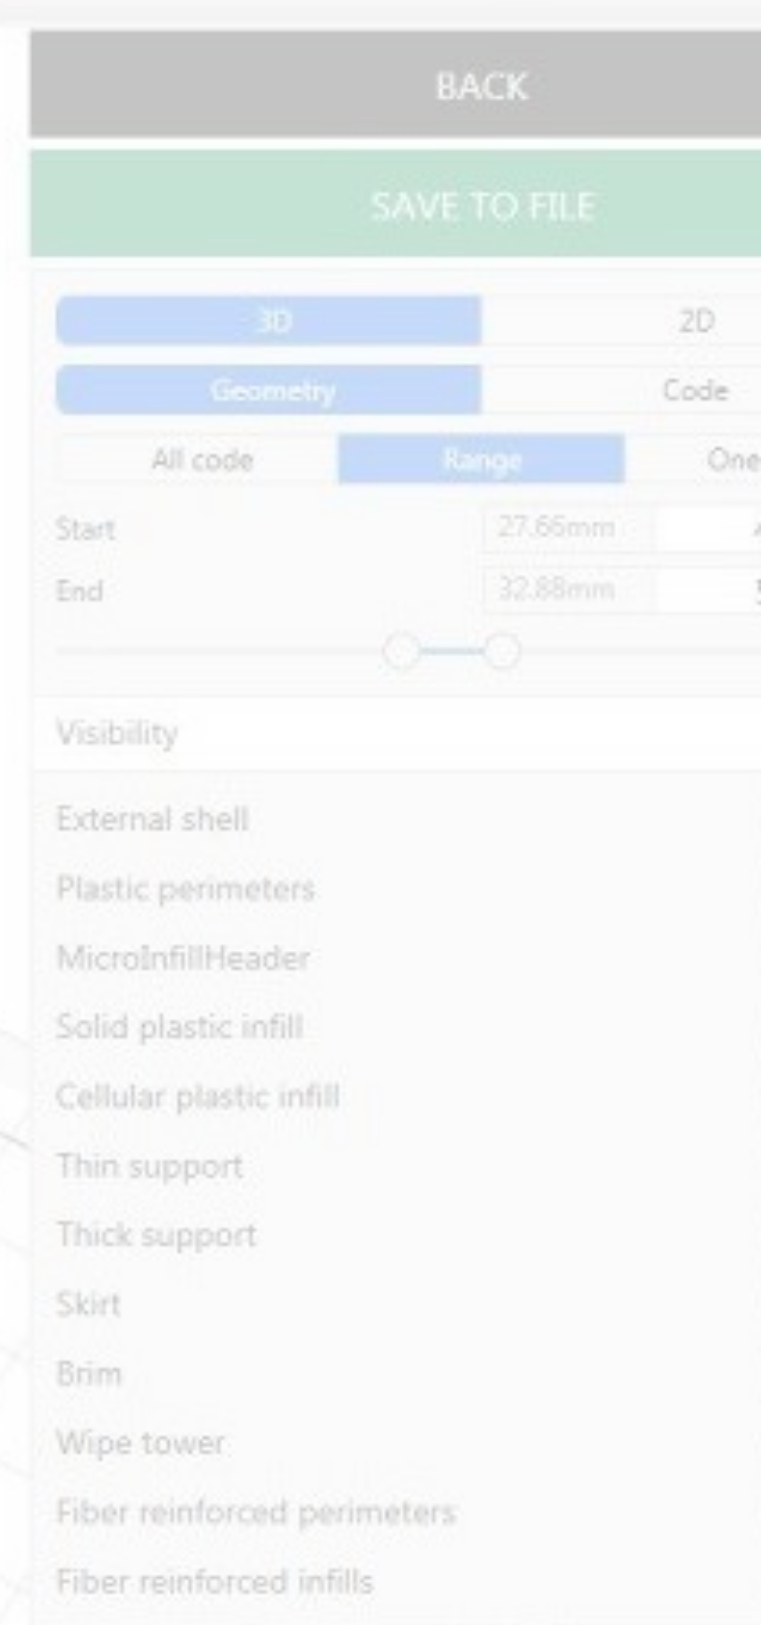 BACK
SAVE TO FILE
3D 2D
Geometry Code
All code Range One
Start 27.66mm
End 32.88mm
Visibility
External shell
Plastic perimeters
MicroInfillHeader
Solid plastic infill
Cellular plastic infill
Thin support
Thick support
Skirt
Brim
Wipe tower
Fiber reinforced perimeters
Fiber reinforced infills